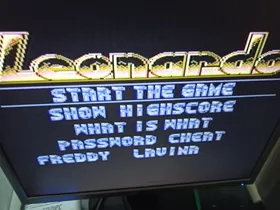 Leonardo
START THE GAME
SHOW HIGHSCORE
WHAT IS WHAT
PASSWORD CHEAT
FREDDY LAVINA